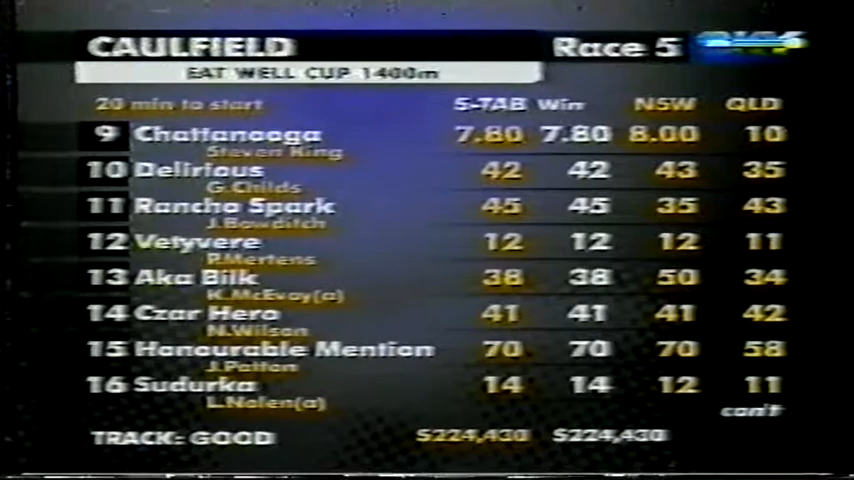 CAULFIELD Race 5
EAT WELL CUP 1400m
20 min to start S-TAB Win NSW QLD
9 Chattanooga 7.80 7.80 8.00 10
Steven King
10 Delirious 42 42 43 35
G.Childs
11 Rancho Spark 45 45 35 43
J.Bowditch
12 Vetyvere 12 12 12 11
P.Mertens
13 Aka Bilk 38 38 50 34
K.McEvoy(a)
14 Czar Hero 41 41 41 42
N.Wilson
15 Honourable Mention 70 70 70 58
J.Patton
16 Sudurka 14 14 12 11
L.Nolen(a)
con't
TRACK: GOOD $224,430 $224,430